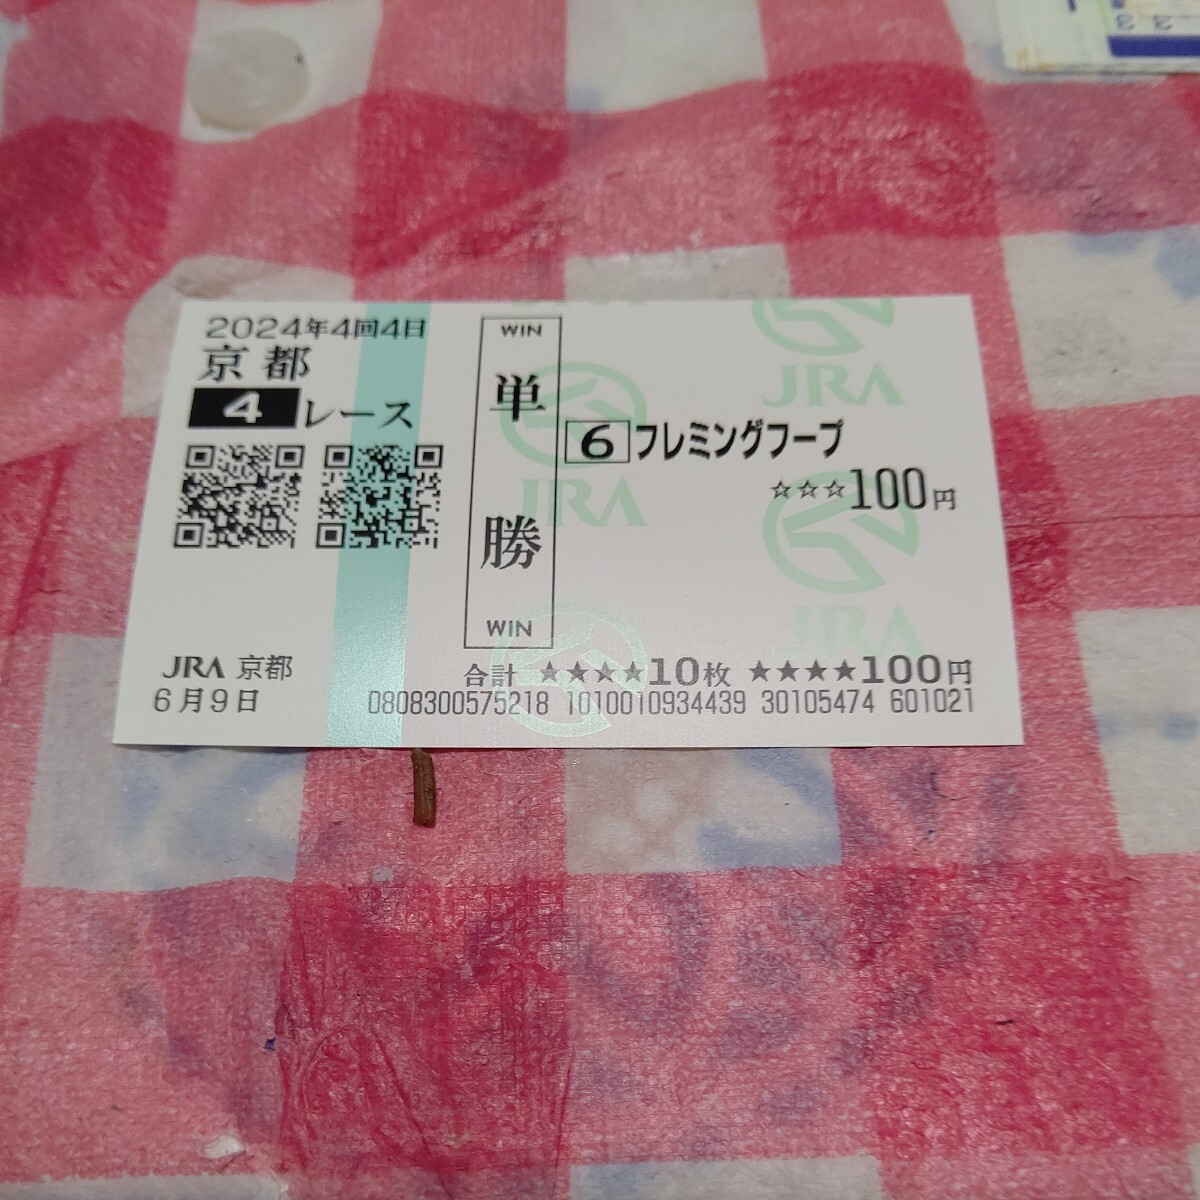 2024年4回4日
京都
4レース
WIN
単勝
WIN
6 フレミングフープ
☆☆☆100円
JRA
JRA
JRA
JRA 京都
6月9日
合計 ★★★★10枚 ★★★★100円
0808300575218 1010010934439 30105474 601021